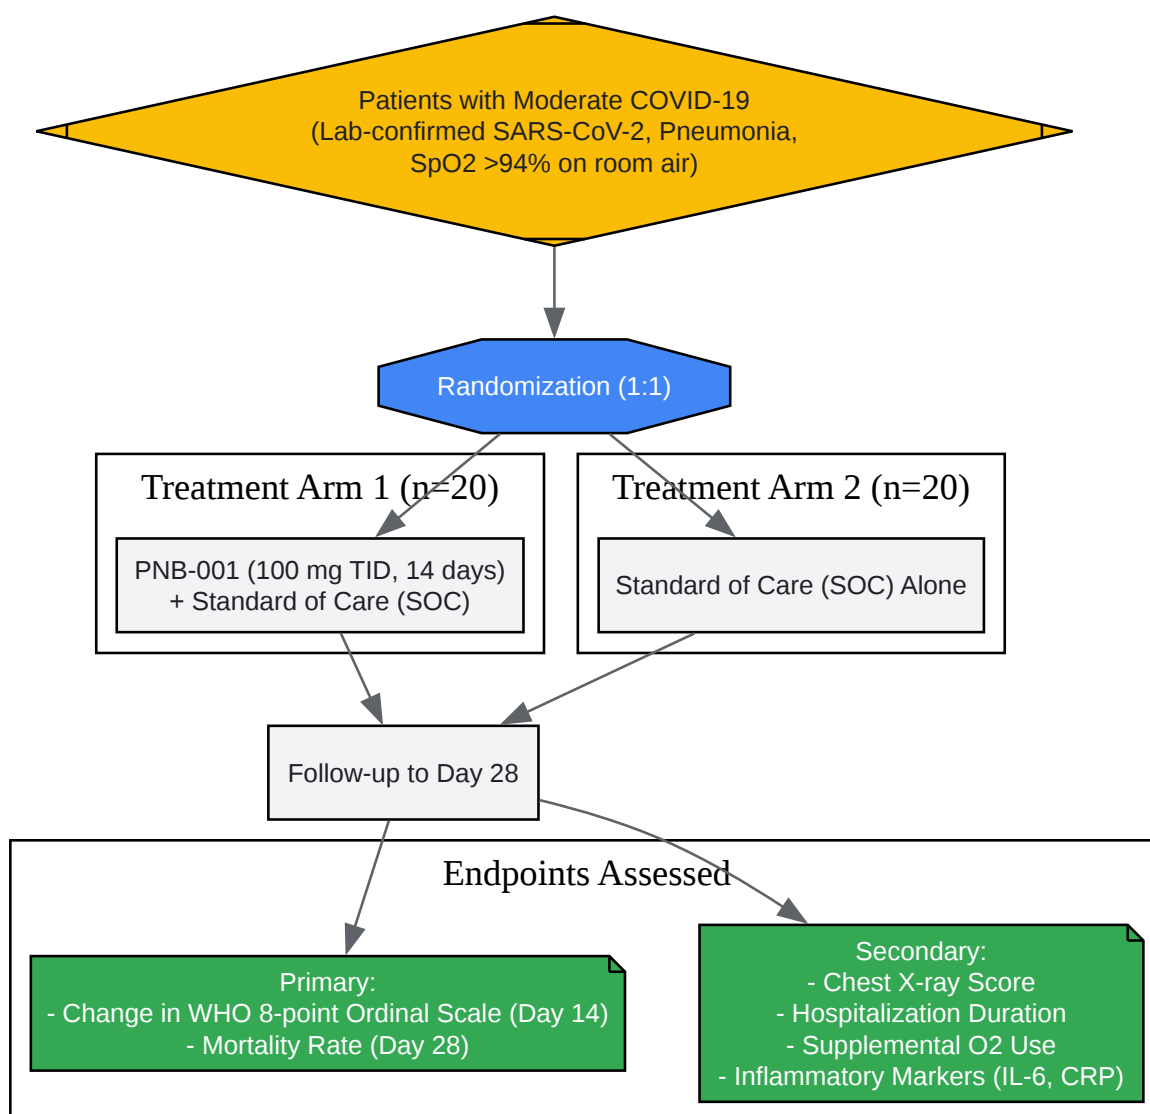 Patients with Moderate COVID-19
(Lab-confirmed SARS-CoV-2, Pneumonia,
SpO2 >94% on room air)
Randomization (1:1)
Treatment Arm 1 (n=20)
PNB-001 (100 mg TID, 14 days)
+ Standard of Care (SOC)
Treatment Arm 2 (n=20)
Standard of Care (SOC) Alone
Follow-up to Day 28
Endpoints Assessed
Primary:
- Change in WHO 8-point Ordinal Scale (Day 14)
- Mortality Rate (Day 28)
Secondary:
- Chest X-ray Score
- Hospitalization Duration
- Supplemental O2 Use
- Inflammatory Markers (IL-6, CRP)